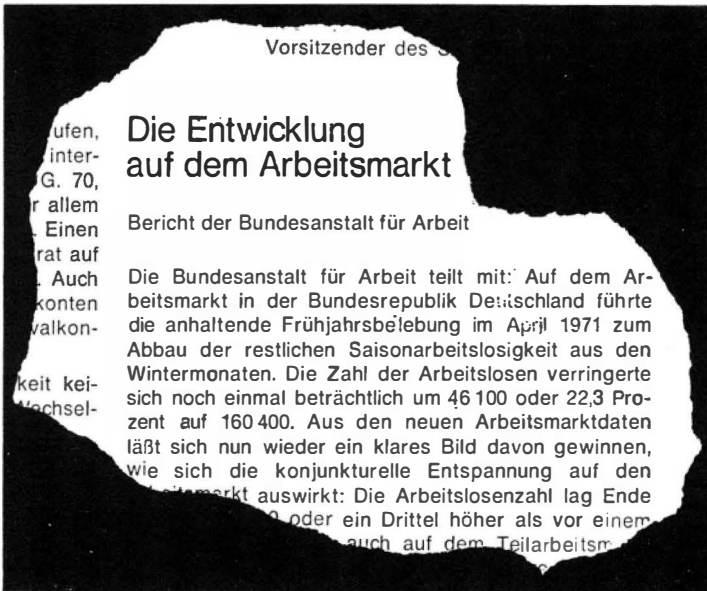 Vorsitzender des
ufen,
inter-
G. 70,
r allem
. Einen
rat auf
. Auch
konten
valkon-
keit kei-
Wechsel-
Die Entwicklung
auf dem Arbeitsmarkt
Bericht der Bundesanstalt für Arbeit
Die Bundesanstalt für Arbeit teilt mit: Auf dem Ar-
beitsmarkt in der Bundesrepublik Deutschland führte
die anhaltende Frühjahrsbelebung im April 1971 zum
Abbau der restlichen Saisonarbeitslosigkeit aus den
Wintermonaten. Die Zahl der Arbeitslosen verringerte
sich noch einmal beträchtlich um 46 100 oder 22,3 Pro-
zent auf 160 400. Aus den neuen Arbeitsmarktdaten
läßt sich nun wieder ein klares Bild davon gewinnen,
wie sich die konjunkturelle Entspannung auf den
auswirkt: Die Arbeitslosenzahl lag Ende
oder ein Drittel höher als vor einem
auch auf dem Teilarbeitsm